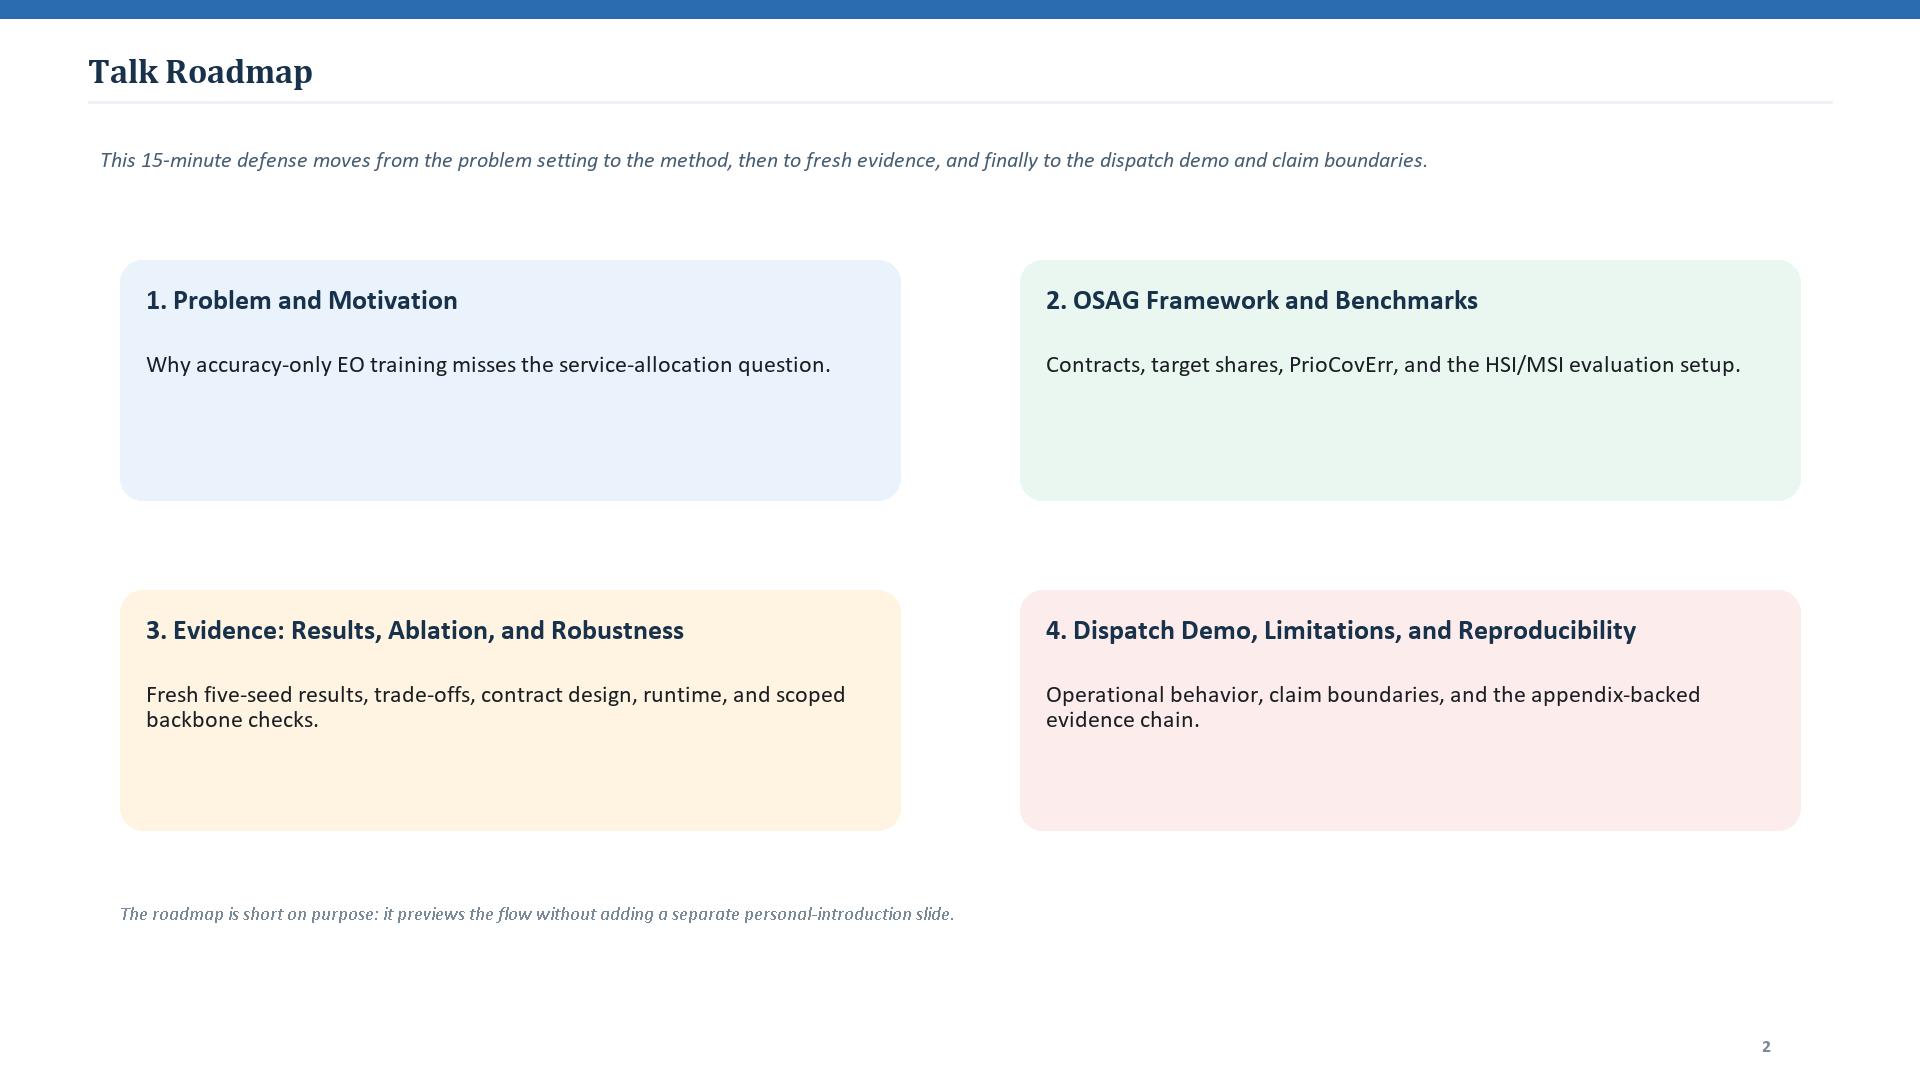 Talk Roadmap
This 15-minute defense moves from the problem setting to the method, then to fresh evidence, and finally to the dispatch demo and claim boundaries.
1. Problem and Motivation
Why accuracy-only EO training misses the service-allocation question.
2. OSAG Framework and Benchmarks
Contracts, target shares, PrioCovErr, and the HSI/MSI evaluation setup.
3. Evidence: Results, Ablation, and Robustness
Fresh five-seed results, trade-offs, contract design, runtime, and scoped
backbone checks.
4. Dispatch Demo, Limitations, and Reproducibility
Operational behavior, claim boundaries, and the appendix-backed
evidence chain.
The roadmap is short on purpose: it previews the flow without adding a separate personal-introduction slide.
2